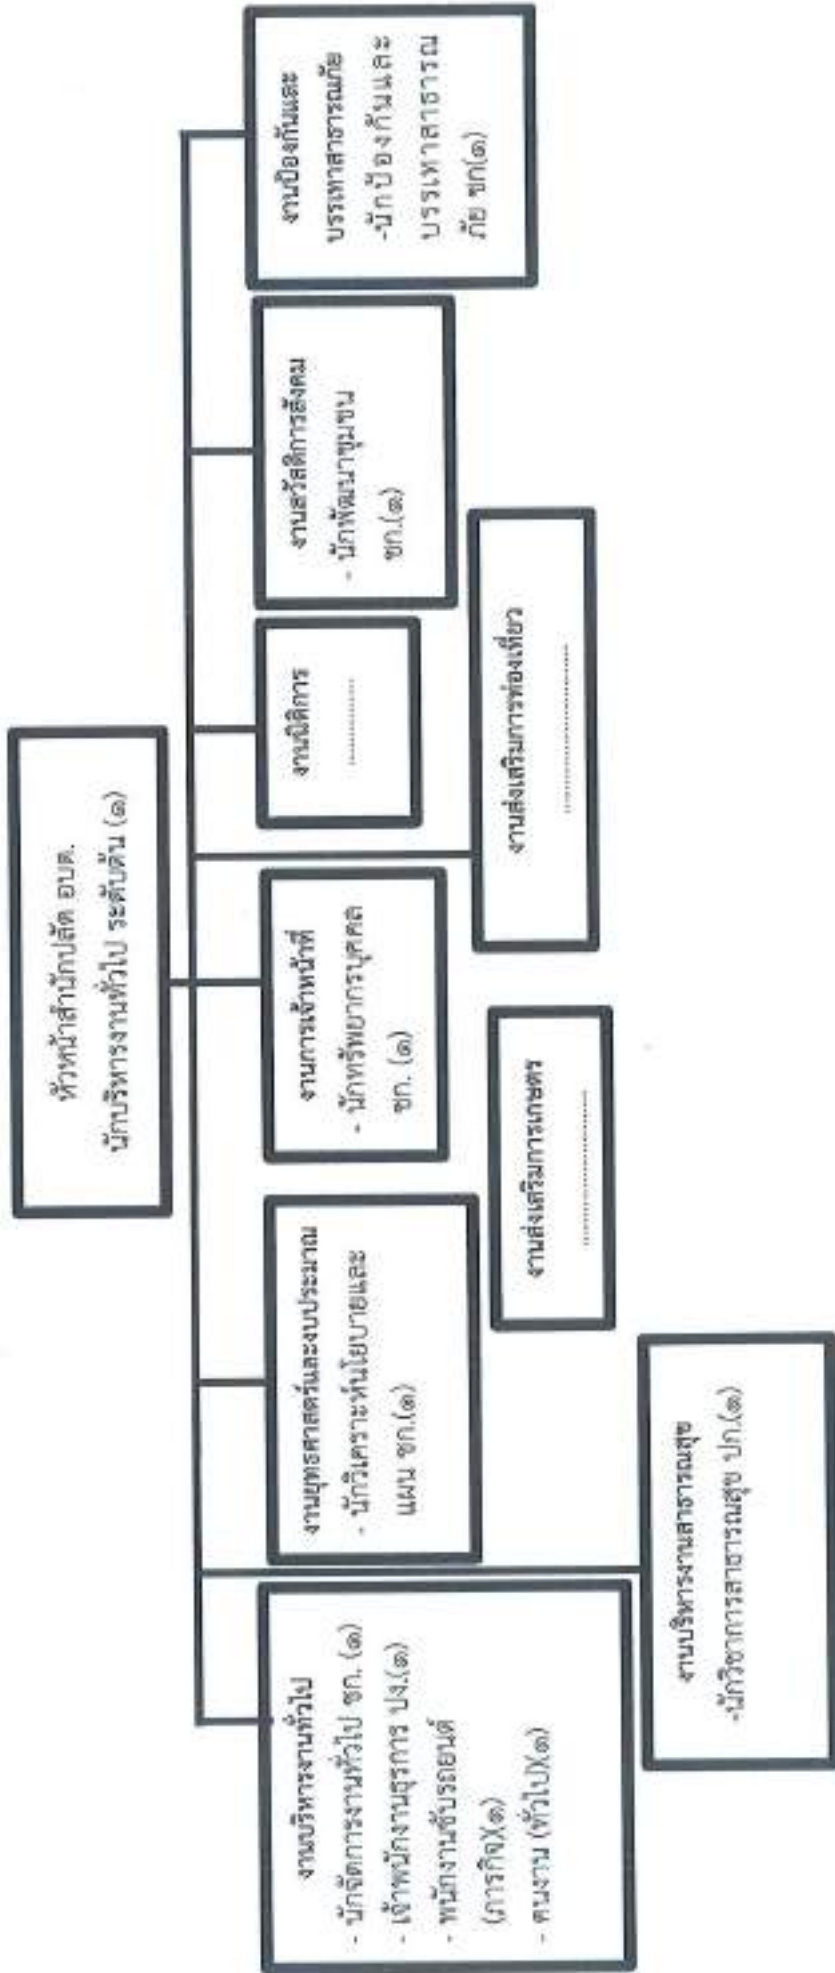 หัวหน้าสำนักปลัด อบต.
นักบริหารงานทั่วไป ระดับต้น (๑)
งานบริหารงานทั่วไป
- นักจัดการงานทั่วไป ชก. (๑)
- เจ้าพนักงานธุรการ ปง.(๑)
- พนักงานขับรถยนต์
(ภารกิจ)(๑)
- คนงาน (ทั่วไป)(๑)
งานยุทธศาสตร์และงบประมาณ
- นักวิเคราะห์นโยบายและ
แผน ชก.(๑)
งานการเจ้าหน้าที่
- นักทรัพยากรบุคคล
ชก. (๑)
งานนิติการ
..............
งานสวัสดิการสังคม
- นักพัฒนาชุมชน
ชก.(๑)
งานป้องกันและ
บรรเทาสาธารณภัย
-นักป้องกันและ
บรรเทาสาธารณ
ภัย ชก(๑)
งานบริหารงานสาธารณสุข
-นักวิชาการสาธารณสุข ปก.(๑)
งานส่งเสริมการเกษตร
..........................
งานส่งเสริมการท่องเที่ยว
............................